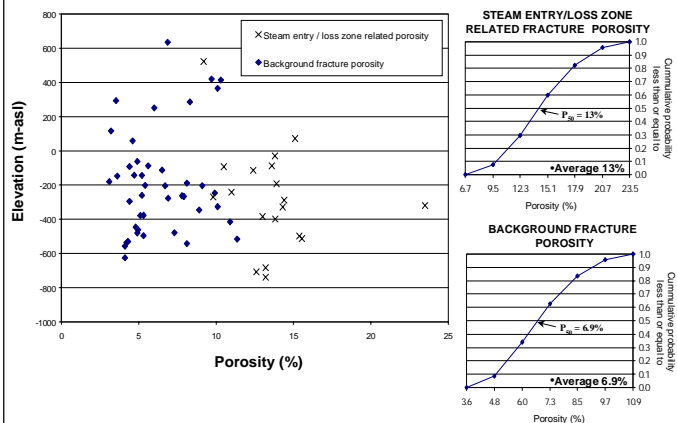 800
600
400
200
0
-200
-400
-600
-800
-1000
Elevation (m-asl)
0 5 10 15 20 25
Porosity (%)
Steam entry / loss zone related porosity
Background fracture porosity
STEAM ENTRY/LOSS ZONE
RELATED FRACTURE POROSITY
1.0
0.9
0.8
0.7
0.6
0.5
0.4
0.3
0.2
0.1
0.0
Cummulative probability
less than or equal to
P50 = 13%
•Average 13%
6.7 9.5 12.3 15.1 17.9 20.7 23.5
Porosity (%)
BACKGROUND FRACTURE
POROSITY
1.0
0.9
0.8
0.7
0.6
0.5
0.4
0.3
0.2
0.1
0.0
Cummulative probability
less than or equal to
P50 = 6.9%
•Average 6.9%
3.6 4.8 6.0 7.3 8.5 9.7 10.9
Porosity (%)